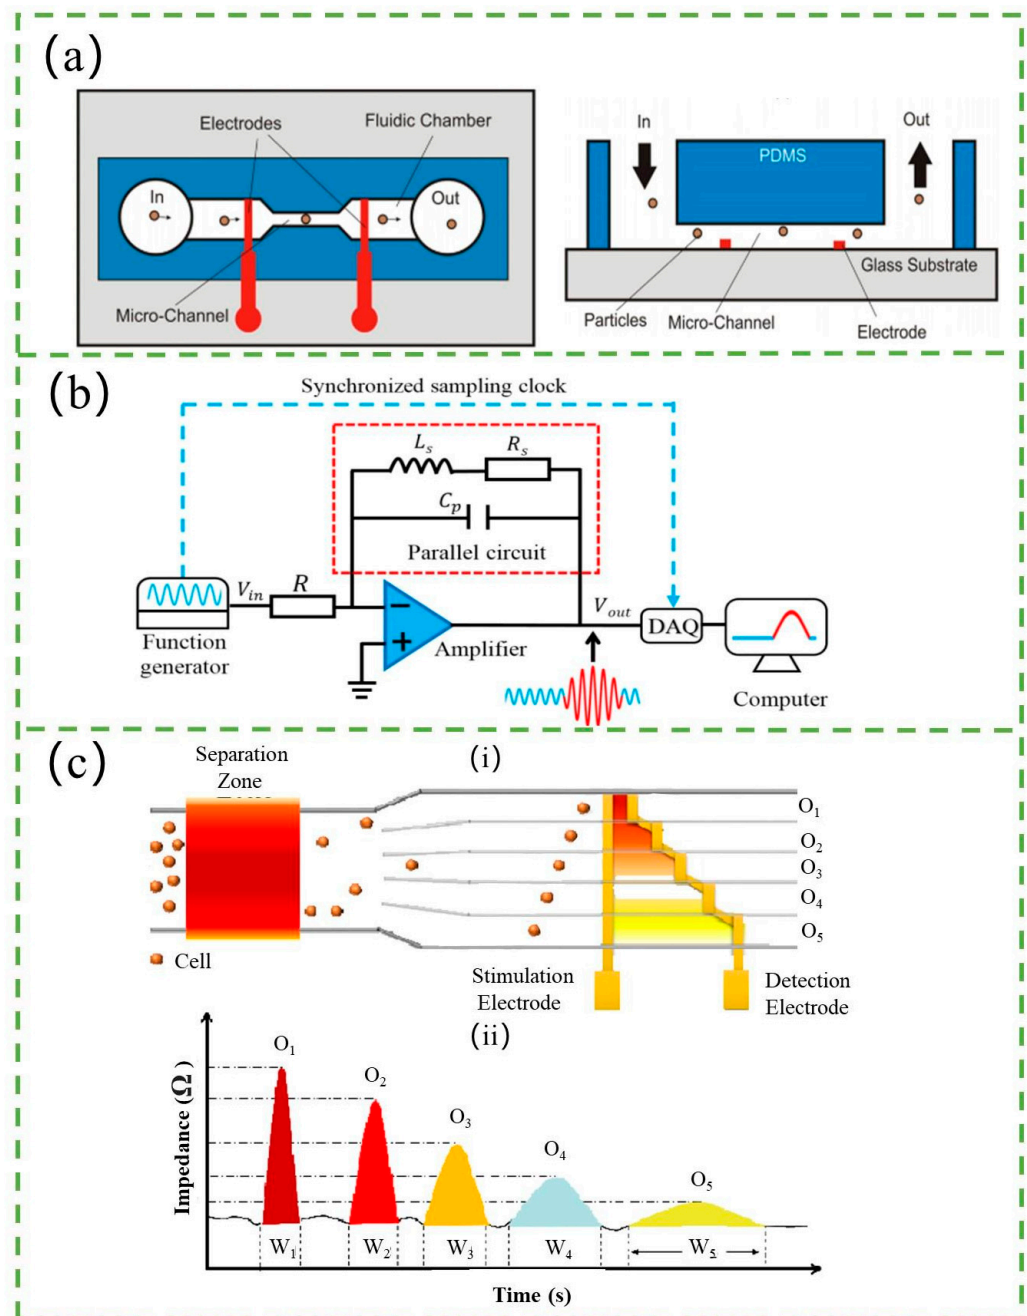 (a)
Electrodes
Fluidic Chamber
In
Out
Micro-Channel
In
Out
PDMS
Glass Substrate
Particles
Micro-Channel
Electrode
(b)
Synchronized sampling clock
Lₛ
Rₛ
Cₚ
Parallel circuit
V_in
R
V_out
DAQ
Amplifier
Function
generator
Computer
(c)
Separation
Zone
(i)
O₁
O₂
O₃
O₄
O₅
Cell
Stimulation
Electrode
Detection
Electrode
(ii)
Impedance (Ω)
O₁
O₂
O₃
O₄
O₅
W₁
W₂
W₃
W₄
W₅
Time (s)